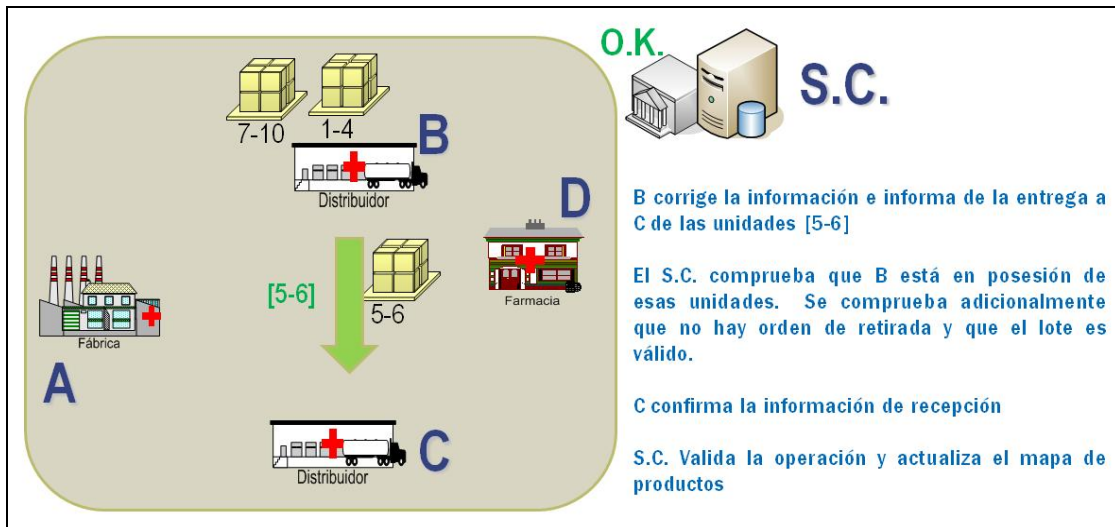 O.K.
S.C.
7-10
1-4
B
Distribuidor
D
Farmacia
[5-6]
5-6
Fábrica
A
C
Distribuidor
B corrige la información e informa de la entrega a
C de las unidades [5-6]
El S.C. comprueba que B está en posesión de
esas unidades. Se comprueba adicionalmente
que no hay orden de retirada y que el lote es
válido.
C confirma la información de recepción
S.C. Valida la operación y actualiza el mapa de
productos